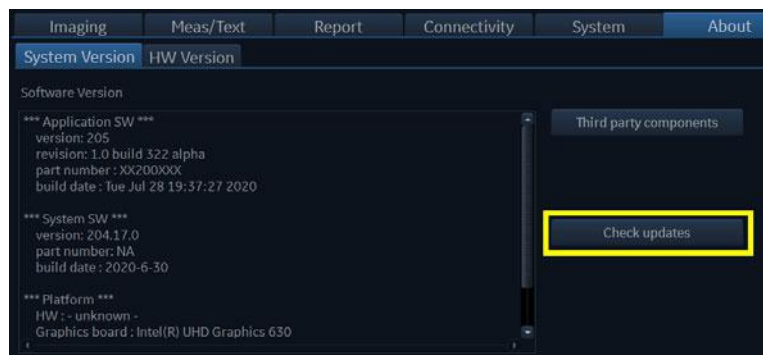 Imaging Meas/Text Report Connectivity System About
System Version HW Version
Software Version
*** Application SW ***
version: 205
revision: 1.0 build 322 alpha
part number : XX200XXX
build date : Tue Jul 28 19:37:27 2020
*** System SW ***
version: 204.17.0
part number: NA
build date : 2020-6-30
*** Platform ***
HW : - unknown -
Graphics board : Intel(R) UHD Graphics 630
Third party components
Check updates